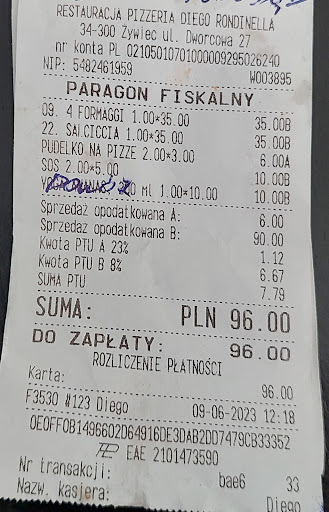 RESTAURACJA PIZZERIA DIEGO RONDINELLA
34-300 Żywiec ul. Dworcowa 27
nr konta PL 02105010701000009295026240
NIP: 5482461959 W003895
PARAGON FISKALNY
09. 4 FORMAGGI 1.00*35.00 35.00B
22. SALCICCIA 1.00*35.00 35.00B
PUDELKO NA PIZZE 2.00*3.00 6.00A
SOS 2.00*5.00 10.00B
ml 1.00*10.00 10.00B
Sprzedaż opodatkowana A: 6.00
Sprzedaż opodatkowana B: 90.00
Kwota PTU A 23% 1.12
Kwota PTU B 8% 6.67
SUMA PTU 7.79
SUMA: PLN 96.00
DO ZAPŁATY: 96.00
ROZLICZENIE PŁATNOŚCI
Karta: 96.00
F3530 #123 Diego 09-06-2023 12:18
0E0FF0B1496602D64916DE3DAB2DD7479CB33352
EAE 2101473590
Nr transakcji: bae6 33
Nazw. kasjera: Diego